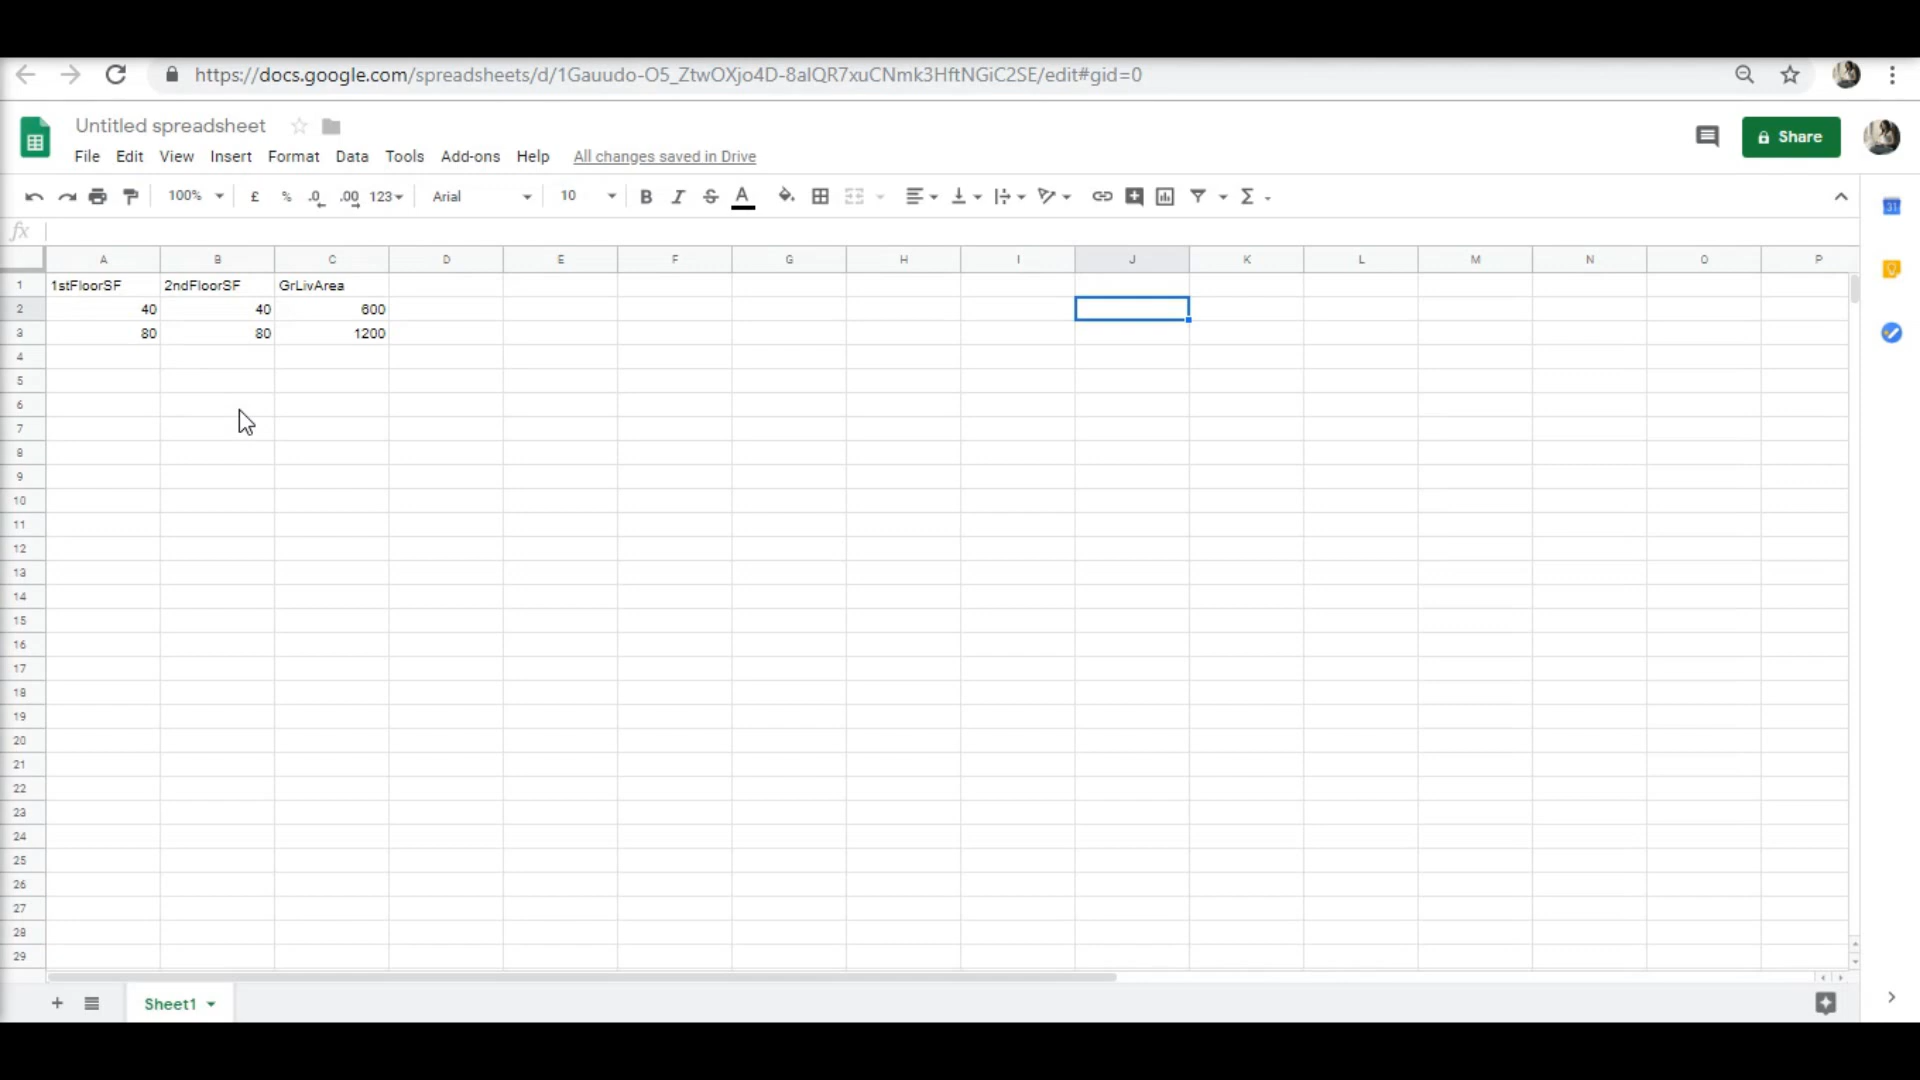 https://docs.google.com/spreadsheets/d/1Gauudo-O5_ZtwOXjo4D-8alQR7xuCNmk3HftNGiC2SE/edit#gid=0
Untitled spreadsheet
File Edit View Insert Format Data Tools Add-ons Help All changes saved in Drive
Share
100% £ % .0 .00 123 Arial 10 B I S A Σ
31
fx
A B C D E F G H I J K L M N O P
1 1stFloorSF 2ndFloorSF GrLivArea
2 40 40 600
3 80 80 1200
4
5
6
7
8
9
10
11
12
13
14
15
16
17
18
19
20
21
22
23
24
25
26
27
28
29
Sheet1